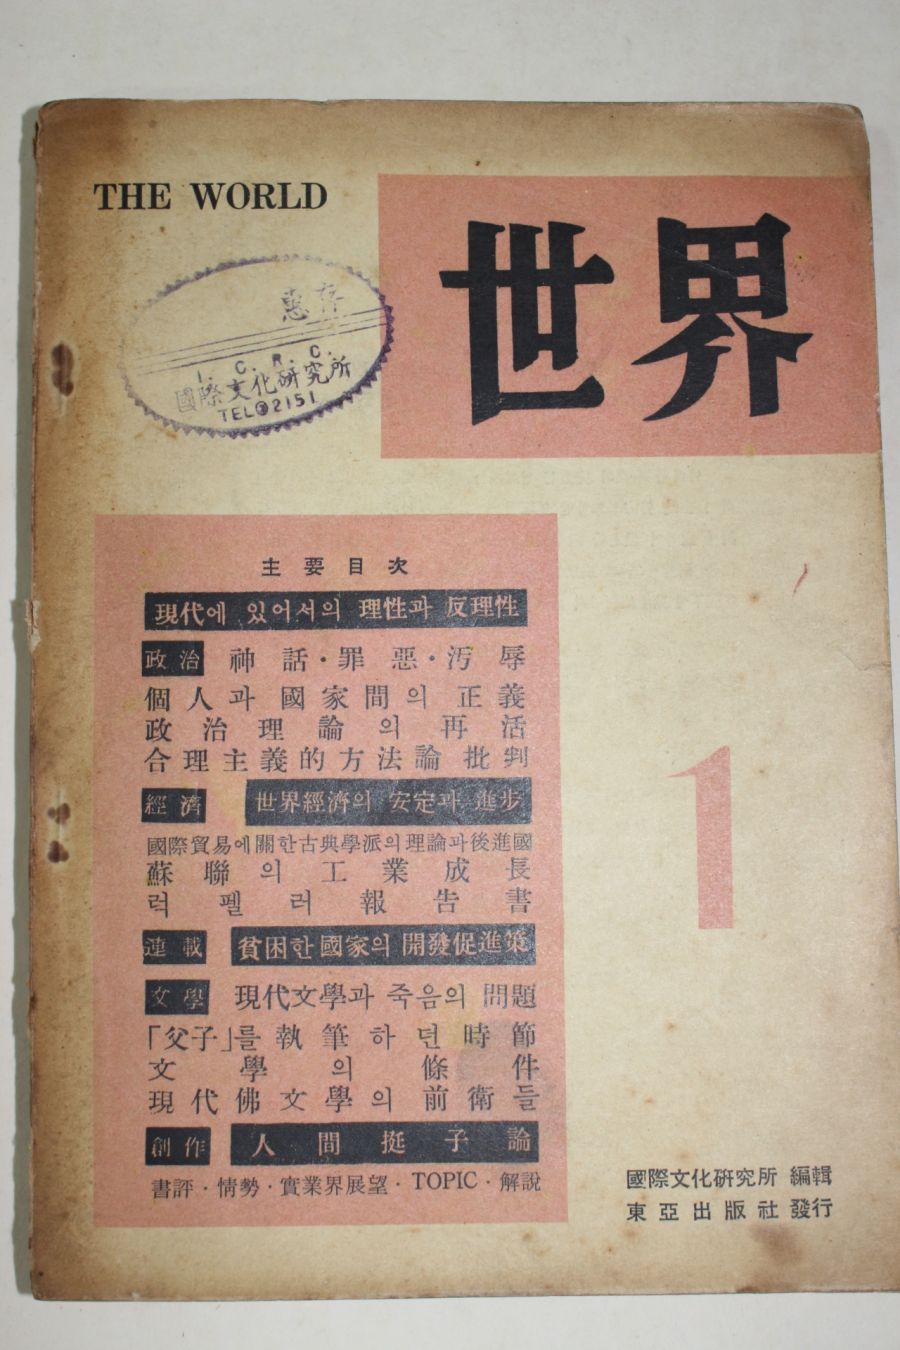 THE WORLD
世界
惠存
I. C. R. C.
國際文化硏究所
TEL③2151
主要目次
現代에 있어서의 理性과 反理性
政治 神話·罪惡·汚辱
個人과 國家間의 正義
政治理論의 再活
合理主義的方法論批判
經濟 世界經濟의 安定과 進步
國際貿易에關한古典學派의理論과後進國
蘇聯의 工業成長
럭펠러報告書
連載 貧困한國家의 開發促進策
文學 現代文學과 죽음의 問題
「父子」를執筆하던時節
文學의條件
現代佛文學의前衛들
創作 人間挺子論
書評·情勢·實業界展望·TOPIC·解說
1
國際文化硏究所 編輯
東亞出版社 發行